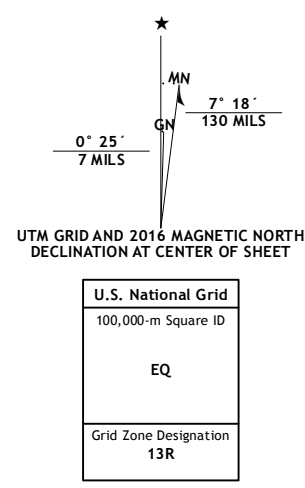 ★
MN
GN
7° 18´
130 MILS
0° 25´
7 MILS
UTM GRID AND 2016 MAGNETIC NORTH
DECLINATION AT CENTER OF SHEET
U.S. National Grid
100,000-m Square ID
EQ
Grid Zone Designation
13R